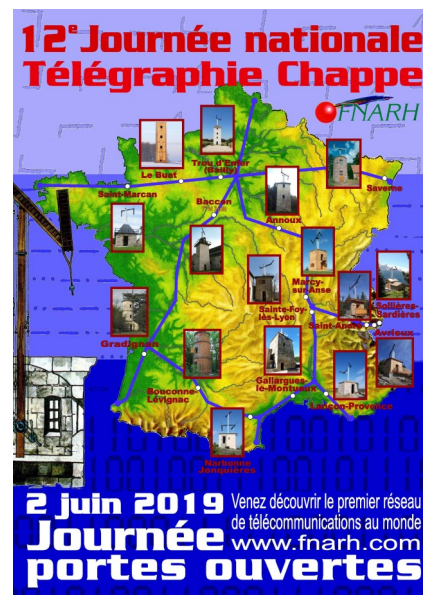 12e Journée nationale
Télégraphie Chappe
FNARH
Le Buat
Trou d'Enfer
(Bailly)
Saverne
Saint-Marcan
Baccon
Annoux
Marcy-
sur-Anse
Sainte-Foy-
lès-Lyon
Sollières-
Sardières
Saint-André
Avrieux
Gradignan
Gallargues-
le-Montueux
Bouconne-
Lévignac
Lançon-Provence
Narbonne
Jonquières
2 juin 2019
Venez découvrir le premier réseau
de télécommunications au monde
Journée
www.fnarh.com
portes ouvertes